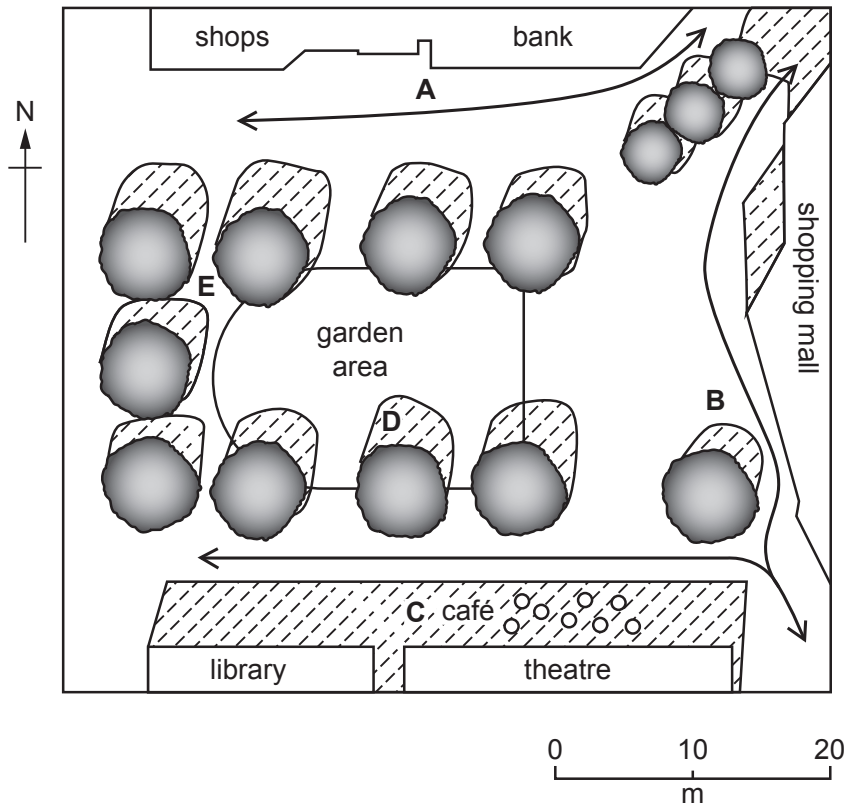 shops
bank
A
N
shopping mall
E
garden
area
D
B
C café
library
theatre
0 10 20
m